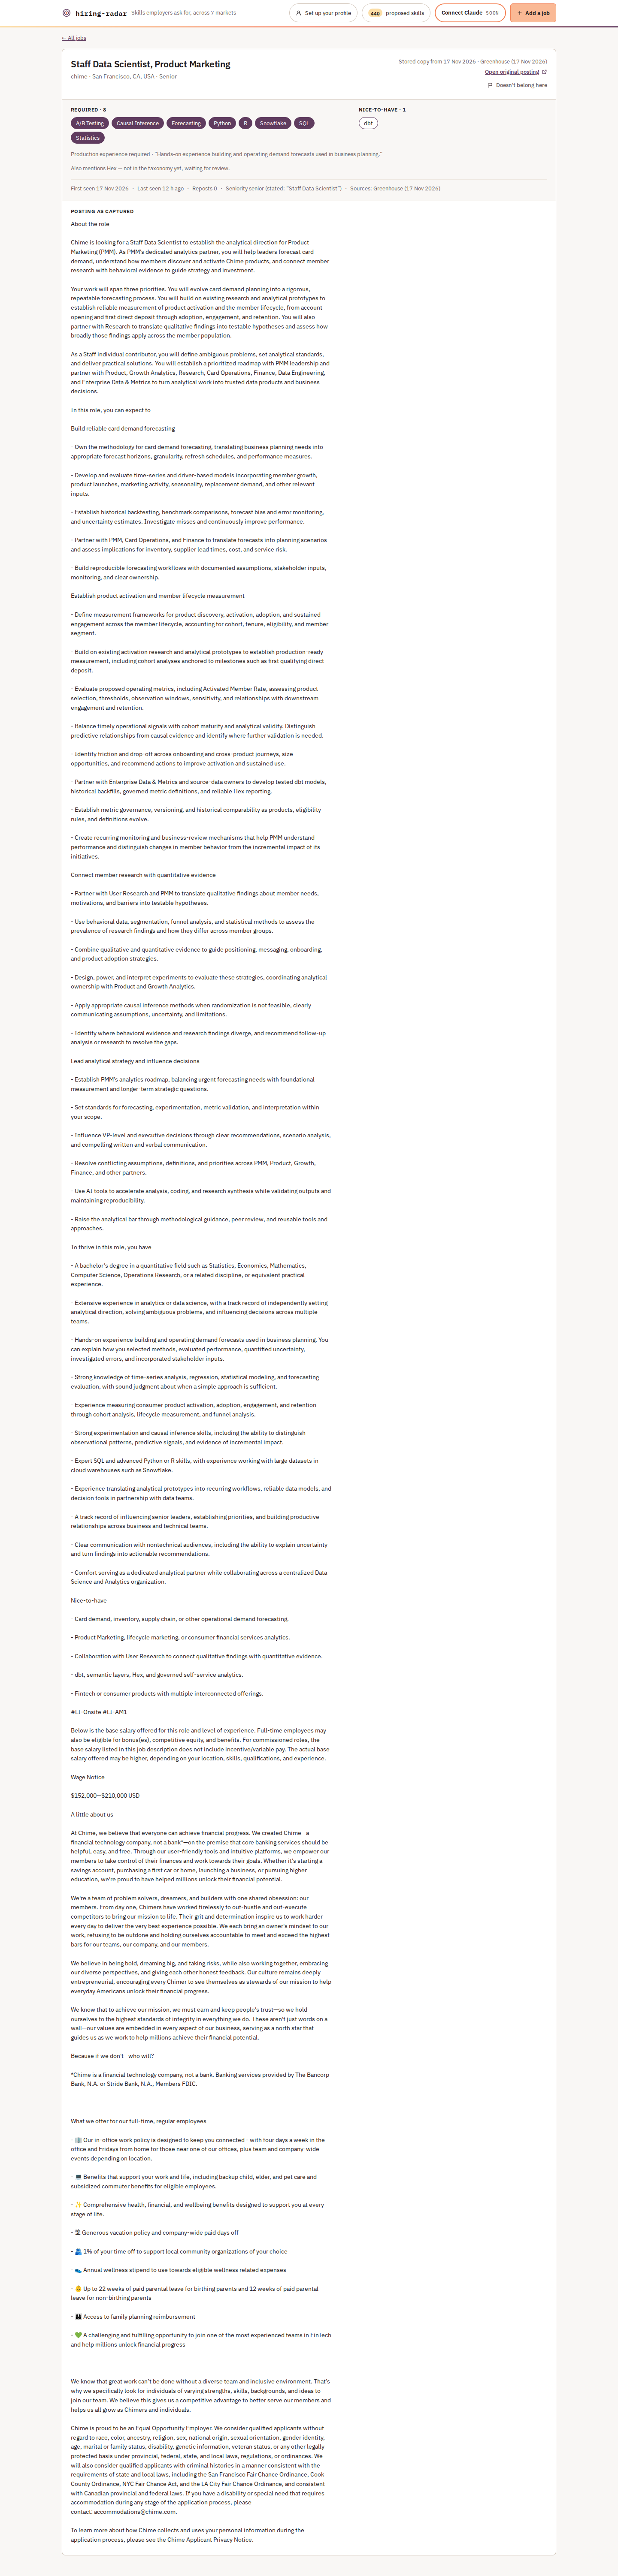 hiring-radar
Skills employers ask for, across 7 markets
Set up your profile
440 proposed skills
Connect Claude SOON
+ Add a job
← All jobs
Staff Data Scientist, Product Marketing
chime · San Francisco, CA, USA · Senior
Stored copy from 17 Nov 2026 · Greenhouse (17 Nov 2026)
Open original posting
Doesn't belong here
REQUIRED · 8
A/B Testing
Causal Inference
Forecasting
Python
R
Snowflake
SQL
Statistics
NICE-TO-HAVE · 1
dbt
Production experience required · "Hands-on experience building and operating demand forecasts used in business planning."
Also mentions Hex — not in the taxonomy yet, waiting for review.
First seen 17 Nov 2026 · Last seen 12 h ago · Reposts 0 · Seniority senior (stated: "Staff Data Scientist") · Sources: Greenhouse (17 Nov 2026)
POSTING AS CAPTURED
About the role
Chime is looking for a Staff Data Scientist to establish the analytical direction for Product
Marketing (PMM). As PMM's dedicated analytics partner, you will help leaders forecast card
demand, understand how members discover and activate Chime products, and connect member
research with behavioral evidence to guide strategy and investment.
Your work will span three priorities. You will evolve card demand planning into a rigorous,
repeatable forecasting process. You will build on existing research and analytical prototypes to
establish reliable measurement of product activation and the member lifecycle, from account
opening and first direct deposit through adoption, engagement, and retention. You will also
partner with Research to translate qualitative findings into testable hypotheses and assess how
broadly those findings apply across the member population.
As a Staff individual contributor, you will define ambiguous problems, set analytical standards,
and deliver practical solutions. You will establish a prioritized roadmap with PMM leadership and
partner with Product, Growth Analytics, Research, Card Operations, Finance, Data Engineering,
and Enterprise Data & Metrics to turn analytical work into trusted data products and business
decisions.
In this role, you can expect to
Build reliable card demand forecasting
- Own the methodology for card demand forecasting, translating business planning needs into
appropriate forecast horizons, granularity, refresh schedules, and performance measures.
- Develop and evaluate time-series and driver-based models incorporating member growth,
product launches, marketing activity, seasonality, replacement demand, and other relevant
inputs.
- Establish historical backtesting, benchmark comparisons, forecast bias and error monitoring,
and uncertainty estimates. Investigate misses and continuously improve performance.
- Partner with PMM, Card Operations, and Finance to translate forecasts into planning scenarios
and assess implications for inventory, supplier lead times, cost, and service risk.
- Build reproducible forecasting workflows with documented assumptions, stakeholder inputs,
monitoring, and clear ownership.
Establish product activation and member lifecycle measurement
- Define measurement frameworks for product discovery, activation, adoption, and sustained
engagement across the member lifecycle, accounting for cohort, tenure, eligibility, and member
segment.
- Build on existing activation research and analytical prototypes to establish production-ready
measurement, including cohort analyses anchored to milestones such as first qualifying direct
deposit.
- Evaluate proposed operating metrics, including Activated Member Rate, assessing product
selection, thresholds, observation windows, sensitivity, and relationships with downstream
engagement and retention.
- Balance timely operational signals with cohort maturity and analytical validity. Distinguish
predictive relationships from causal evidence and identify where further validation is needed.
- Identify friction and drop-off across onboarding and cross-product journeys, size
opportunities, and recommend actions to improve activation and sustained use.
- Partner with Enterprise Data & Metrics and source-data owners to develop tested dbt models,
historical backfills, governed metric definitions, and reliable Hex reporting.
- Establish metric governance, versioning, and historical comparability as products, eligibility
rules, and definitions evolve.
- Create recurring monitoring and business-review mechanisms that help PMM understand
performance and distinguish changes in member behavior from the incremental impact of its
initiatives.
Connect member research with quantitative evidence
- Partner with User Research and PMM to translate qualitative findings about member needs,
motivations, and barriers into testable hypotheses.
- Use behavioral data, segmentation, funnel analysis, and statistical methods to assess the
prevalence of research findings and how they differ across member groups.
- Combine qualitative and quantitative evidence to guide positioning, messaging, onboarding,
and product adoption strategies.
- Design, power, and interpret experiments to evaluate these strategies, coordinating analytical
ownership with Product and Growth Analytics.
- Apply appropriate causal inference methods when randomization is not feasible, clearly
communicating assumptions, uncertainty, and limitations.
- Identify where behavioral evidence and research findings diverge, and recommend follow-up
analysis or research to resolve the gaps.
Lead analytical strategy and influence decisions
- Establish PMM's analytics roadmap, balancing urgent forecasting needs with foundational
measurement and longer-term strategic questions.
- Set standards for forecasting, experimentation, metric validation, and interpretation within
your scope.
- Influence VP-level and executive decisions through clear recommendations, scenario analysis,
and compelling written and verbal communication.
- Resolve conflicting assumptions, definitions, and priorities across PMM, Product, Growth,
Finance, and other partners.
- Use AI tools to accelerate analysis, coding, and research synthesis while validating outputs and
maintaining reproducibility.
- Raise the analytical bar through methodological guidance, peer review, and reusable tools and
approaches.
To thrive in this role, you have
- A bachelor's degree in a quantitative field such as Statistics, Economics, Mathematics,
Computer Science, Operations Research, or a related discipline, or equivalent practical
experience.
- Extensive experience in analytics or data science, with a track record of independently setting
analytical direction, solving ambiguous problems, and influencing decisions across multiple
teams.
- Hands-on experience building and operating demand forecasts used in business planning. You
can explain how you selected methods, evaluated performance, quantified uncertainty,
investigated errors, and incorporated stakeholder inputs.
- Strong knowledge of time-series analysis, regression, statistical modeling, and forecasting
evaluation, with sound judgment about when a simple approach is sufficient.
- Experience measuring consumer product activation, adoption, engagement, and retention
through cohort analysis, lifecycle measurement, and funnel analysis.
- Strong experimentation and causal inference skills, including the ability to distinguish
observational patterns, predictive signals, and evidence of incremental impact.
- Expert SQL and advanced Python or R skills, with experience working with large datasets in
cloud warehouses such as Snowflake.
- Experience translating analytical prototypes into recurring workflows, reliable data models, and
decision tools in partnership with data teams.
- A track record of influencing senior leaders, establishing priorities, and building productive
relationships across business and technical teams.
- Clear communication with nontechnical audiences, including the ability to explain uncertainty
and turn findings into actionable recommendations.
- Comfort serving as a dedicated analytical partner while collaborating across a centralized Data
Science and Analytics organization.
Nice-to-have
- Card demand, inventory, supply chain, or other operational demand forecasting.
- Product Marketing, lifecycle marketing, or consumer financial services analytics.
- Collaboration with User Research to connect qualitative findings with quantitative evidence.
- dbt, semantic layers, Hex, and governed self-service analytics.
- Fintech or consumer products with multiple interconnected offerings.
#LI-Onsite #LI-AM1
Below is the base salary offered for this role and level of experience. Full-time employees may
also be eligible for bonus(es), competitive equity, and benefits. For commissioned roles, the
base salary listed in this job description does not include incentive/variable pay. The actual base
salary offered may be higher, depending on your location, skills, qualifications, and experience.
Wage Notice
$152,000—$210,000 USD
A little about us
At Chime, we believe that everyone can achieve financial progress. We created Chime—a
financial technology company, not a bank*—on the premise that core banking services should be
helpful, easy, and free. Through our user-friendly tools and intuitive platforms, we empower our
members to take control of their finances and work towards their goals. Whether it's starting a
savings account, purchasing a first car or home, launching a business, or pursuing higher
education, we're proud to have helped millions unlock their financial potential.
We're a team of problem solvers, dreamers, and builders with one shared obsession: our
members. From day one, Chimers have worked tirelessly to out-hustle and out-execute
competitors to bring our mission to life. Their grit and determination inspire us to work harder
every day to deliver the very best experience possible. We each bring an owner's mindset to our
work, refusing to be outdone and holding ourselves accountable to meet and exceed the highest
bars for our teams, our company, and our members.
We believe in being bold, dreaming big, and taking risks, while also working together, embracing
our diverse perspectives, and giving each other honest feedback. Our culture remains deeply
entrepreneurial, encouraging every Chimer to see themselves as stewards of our mission to help
everyday Americans unlock their financial progress.
We know that to achieve our mission, we must earn and keep people's trust—so we hold
ourselves to the highest standards of integrity in everything we do. These aren't just words on a
wall—our values are embedded in every aspect of our business, serving as a north star that
guides us as we work to help millions achieve their financial potential.
Because if we don't—who will?
*Chime is a financial technology company, not a bank. Banking services provided by The Bancorp
Bank, N.A. or Stride Bank, N.A., Members FDIC.
What we offer for our full-time, regular employees
- 🏢 Our in-office work policy is designed to keep you connected - with four days a week in the
office and Fridays from home for those near one of our offices, plus team and company-wide
events depending on location.
- 💻 Benefits that support your work and life, including backup child, elder, and pet care and
subsidized commuter benefits for eligible employees.
- ✨ Comprehensive health, financial, and wellbeing benefits designed to support you at every
stage of life.
- 🏖 Generous vacation policy and company-wide paid days off
- 🫂 1% of your time off to support local community organizations of your choice
- 👟 Annual wellness stipend to use towards eligible wellness related expenses
- 👶 Up to 22 weeks of paid parental leave for birthing parents and 12 weeks of paid parental
leave for non-birthing parents
- 👪 Access to family planning reimbursement
- 💚 A challenging and fulfilling opportunity to join one of the most experienced teams in FinTech
and help millions unlock financial progress
We know that great work can't be done without a diverse team and inclusive environment. That's
why we specifically look for individuals of varying strengths, skills, backgrounds, and ideas to
join our team. We believe this gives us a competitive advantage to better serve our members and
helps us all grow as Chimers and individuals.
Chime is proud to be an Equal Opportunity Employer. We consider qualified applicants without
regard to race, color, ancestry, religion, sex, national origin, sexual orientation, gender identity,
age, marital or family status, disability, genetic information, veteran status, or any other legally
protected basis under provincial, federal, state, and local laws, regulations, or ordinances. We
will also consider qualified applicants with criminal histories in a manner consistent with the
requirements of state and local laws, including the San Francisco Fair Chance Ordinance, Cook
County Ordinance, NYC Fair Chance Act, and the LA City Fair Chance Ordinance, and consistent
with Canadian provincial and federal laws. If you have a disability or special need that requires
accommodation during any stage of the application process, please
contact: accommodations@chime.com.
To learn more about how Chime collects and uses your personal information during the
application process, please see the Chime Applicant Privacy Notice.